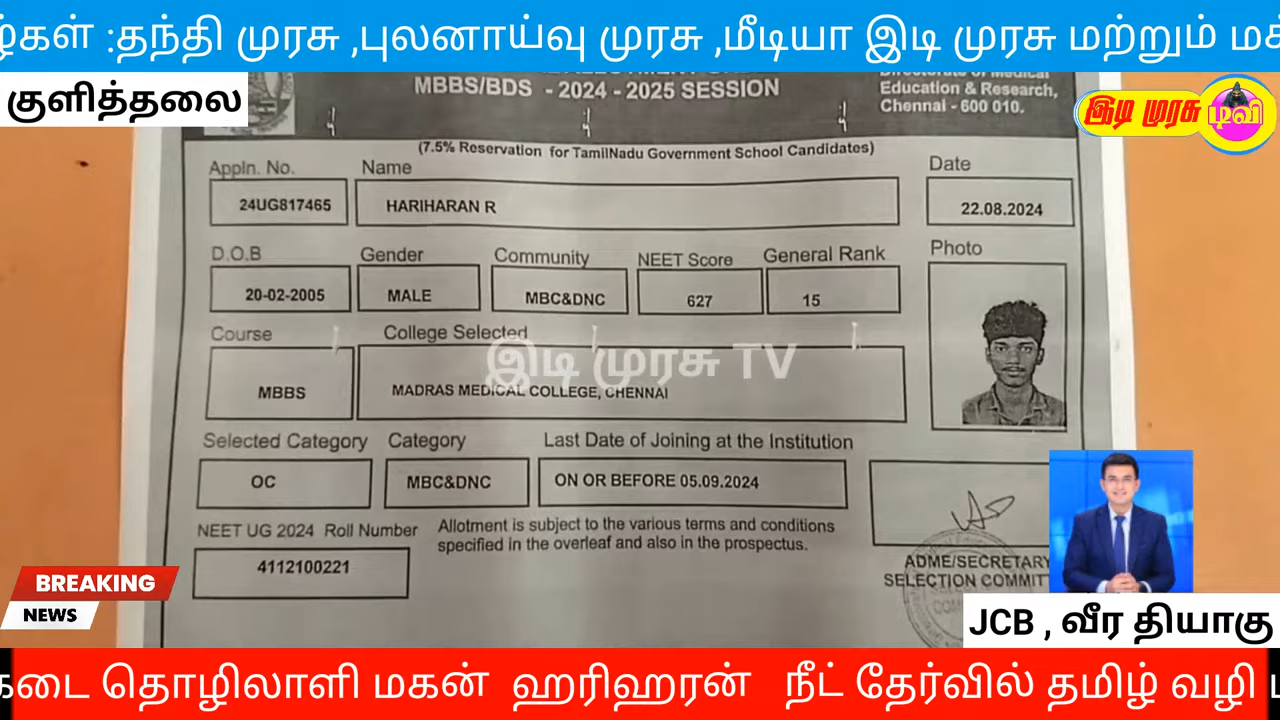 :தந்தி முரசு ,புலனாய்வு முரசு ,மீடியா இடி முரசு மற்றும்
குளித்தலை
இடி முரசு டிவி
MBBS/BDS - 2024 - 2025 SESSION
Directorate of Medical
Education & Research,
Chennai - 600 010.
(7.5% Reservation for TamilNadu Government School Candidates)
Appln. No. Name Date
24UG817465 HARIHARAN R 22.08.2024
D.O.B Gender Community NEET Score General Rank Photo
20-02-2005 MALE MBC&DNC 627 15
Course College Selected
இடி முரசு TV
MBBS MADRAS MEDICAL COLLEGE, CHENNAI
Selected Category Category Last Date of Joining at the Institution
OC MBC&DNC ON OR BEFORE 05.09.2024
NEET UG 2024 Roll Number
4112100221
Allotment is subject to the various terms and conditions
specified in the overleaf and also in the prospectus.
ADME/SECRETARY
SELECTION
BREAKING
NEWS
JCB , வீர தியாகு
தொழிலாளி மகன் ஹரிஹரன் நீட் தேர்வில் தமிழ் வழி